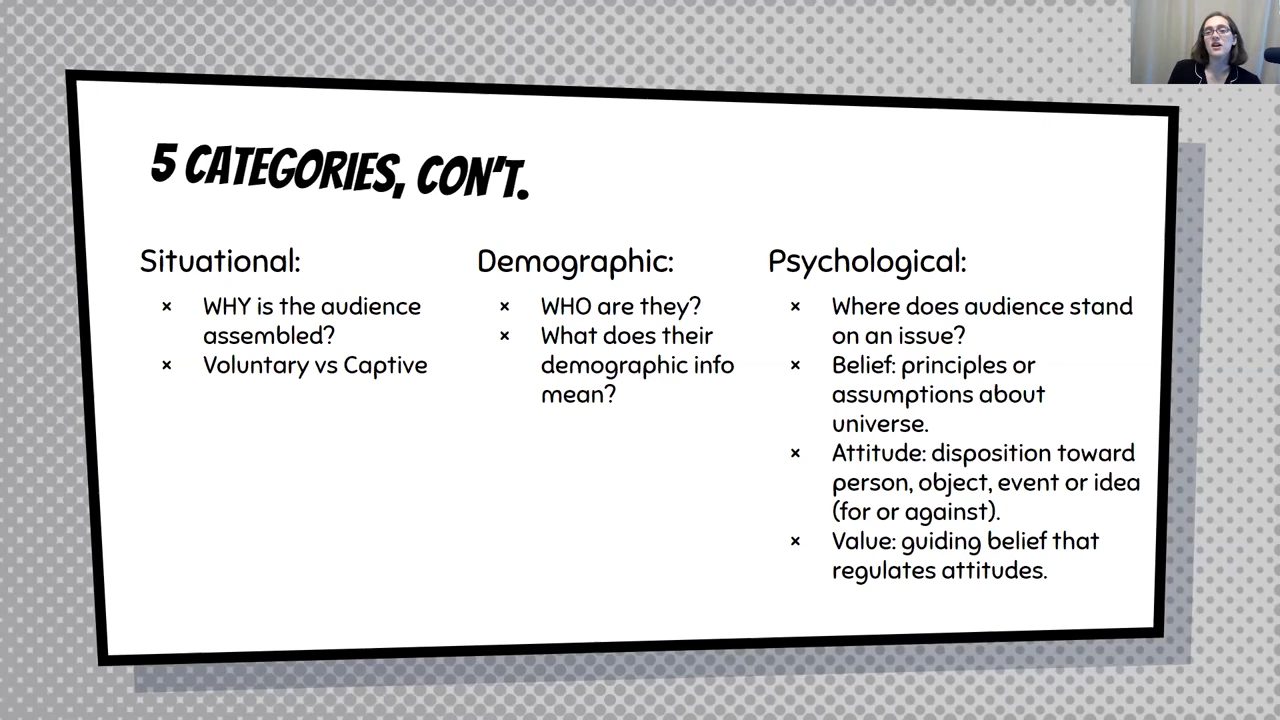 5 CATEGORIES, CON'T.
Situational:
× WHY is the audience
assembled?
× Voluntary vs Captive
Demographic:
× WHO are they?
× What does their
demographic info
mean?
Psychological:
× Where does audience stand
on an issue?
× Belief: principles or
assumptions about
universe.
× Attitude: disposition toward
person, object, event or idea
(for or against).
× Value: guiding belief that
regulates attitudes.